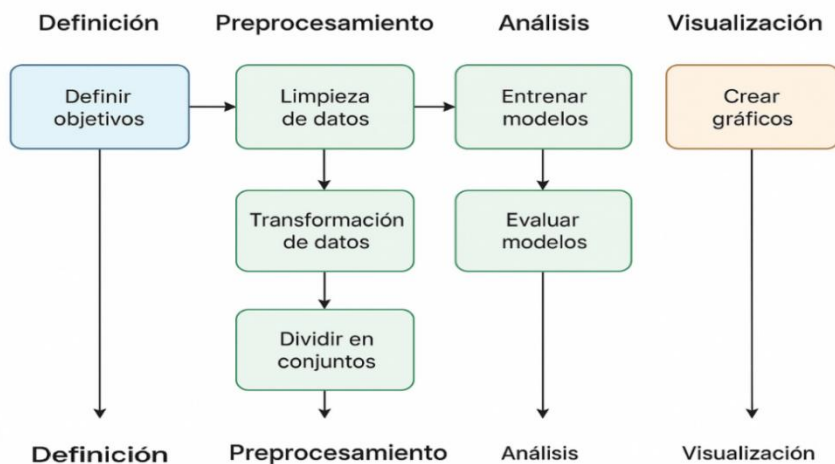 Definición
Preprocesamiento
Análisis
Visualización
Definir
objetivos
Limpieza
de datos
Entrenar
modelos
Crear
gráficos
Transformación
de datos
Evaluar
modelos
Dividir en
conjuntos
Definición
Preprocesamiento
Análisis
Visualización